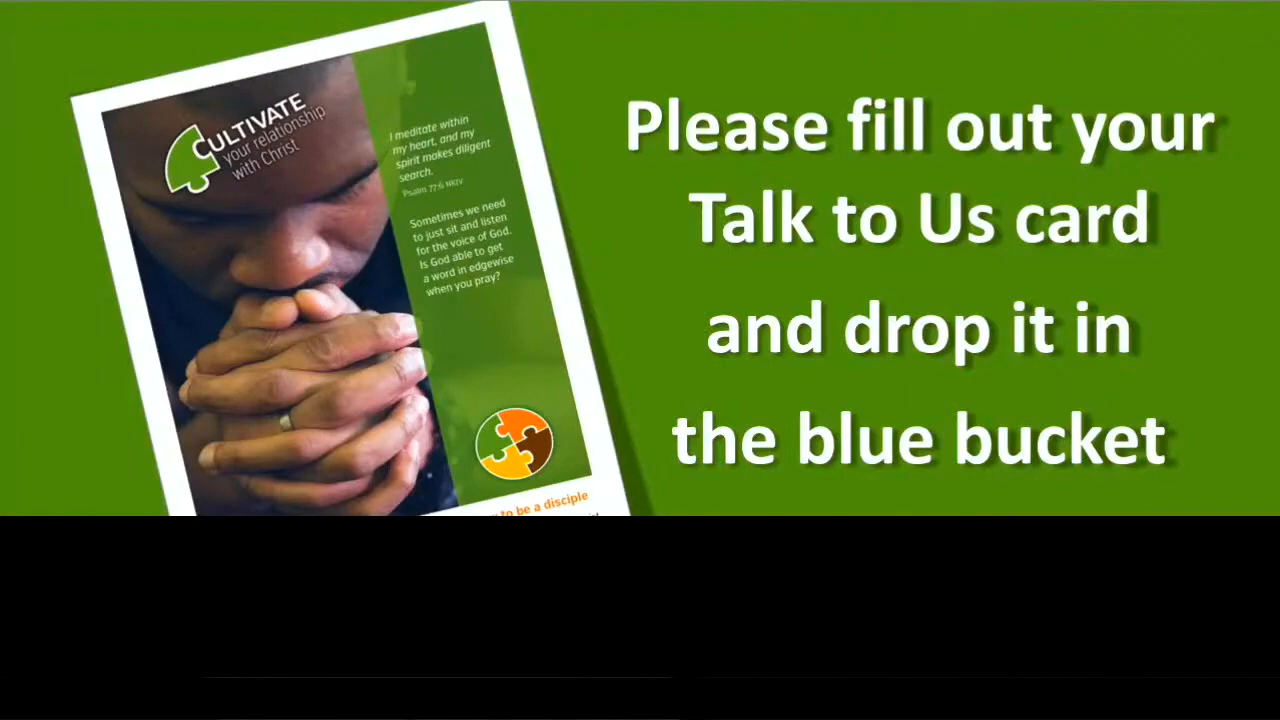 CULTIVATE
your relationship
with Christ
I meditate within
my heart, and my
spirit makes diligent
search.
Psalm 77:6 NKJV
Sometimes we need
to just sit and listen
for the voice of God.
Is God able to get
a word in edgewise
when you pray?
to be a disciple
Please fill out your
Talk to Us card
and drop it in
the blue bucket